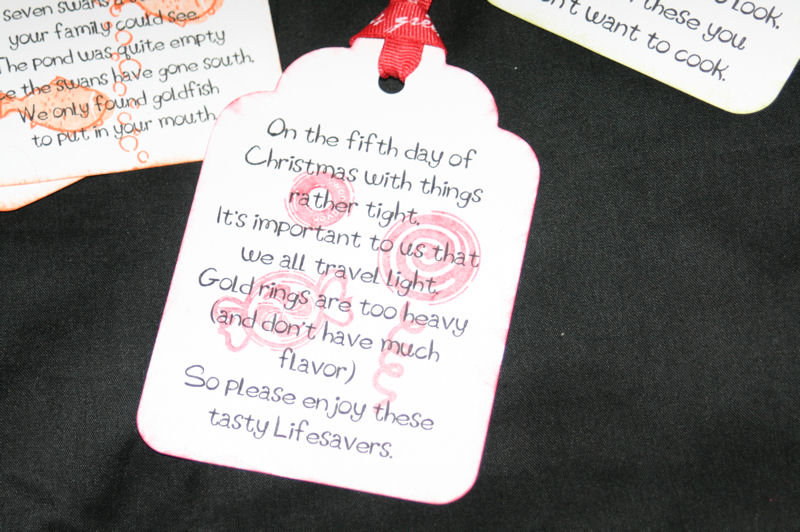 seven swans
your family could see
The pond was quite empty
the swans have gone south.
We only found goldfish
to put in your mouth.
On the fifth day of
Christmas with things
rather tight.
It's important to us that
we all travel light.
Gold rings are too heavy
(and don't have much
flavor)
So please enjoy these
tasty Lifesavers.
look.
these you
want to cook.